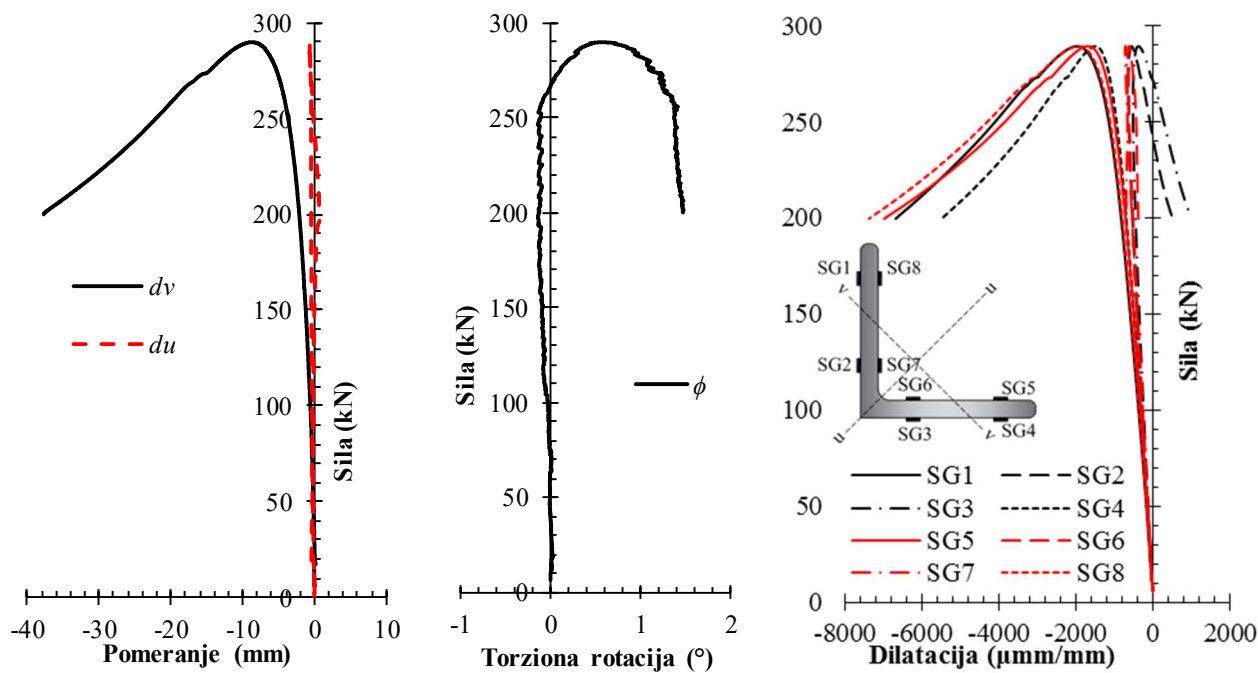 300
250
200
150
100
50
0
-40 -30 -20 -10 0 10
Pomeranje (mm)
Sila (kN)
dv
du
300
250
200
150
100
50
0
-1 0 1 2
Torziona rotacija (°)
Sila (kN)
ϕ
300
250
200
150
100
50
0
-8000 -6000 -4000 -2000 0 2000
Dilatacija (µmm/mm)
Sila (kN)
SG1 SG8
v u
SG2 SG7
SG6 SG5
u SG3 v SG4
SG1 SG2
SG3 SG4
SG5 SG6
SG7 SG8